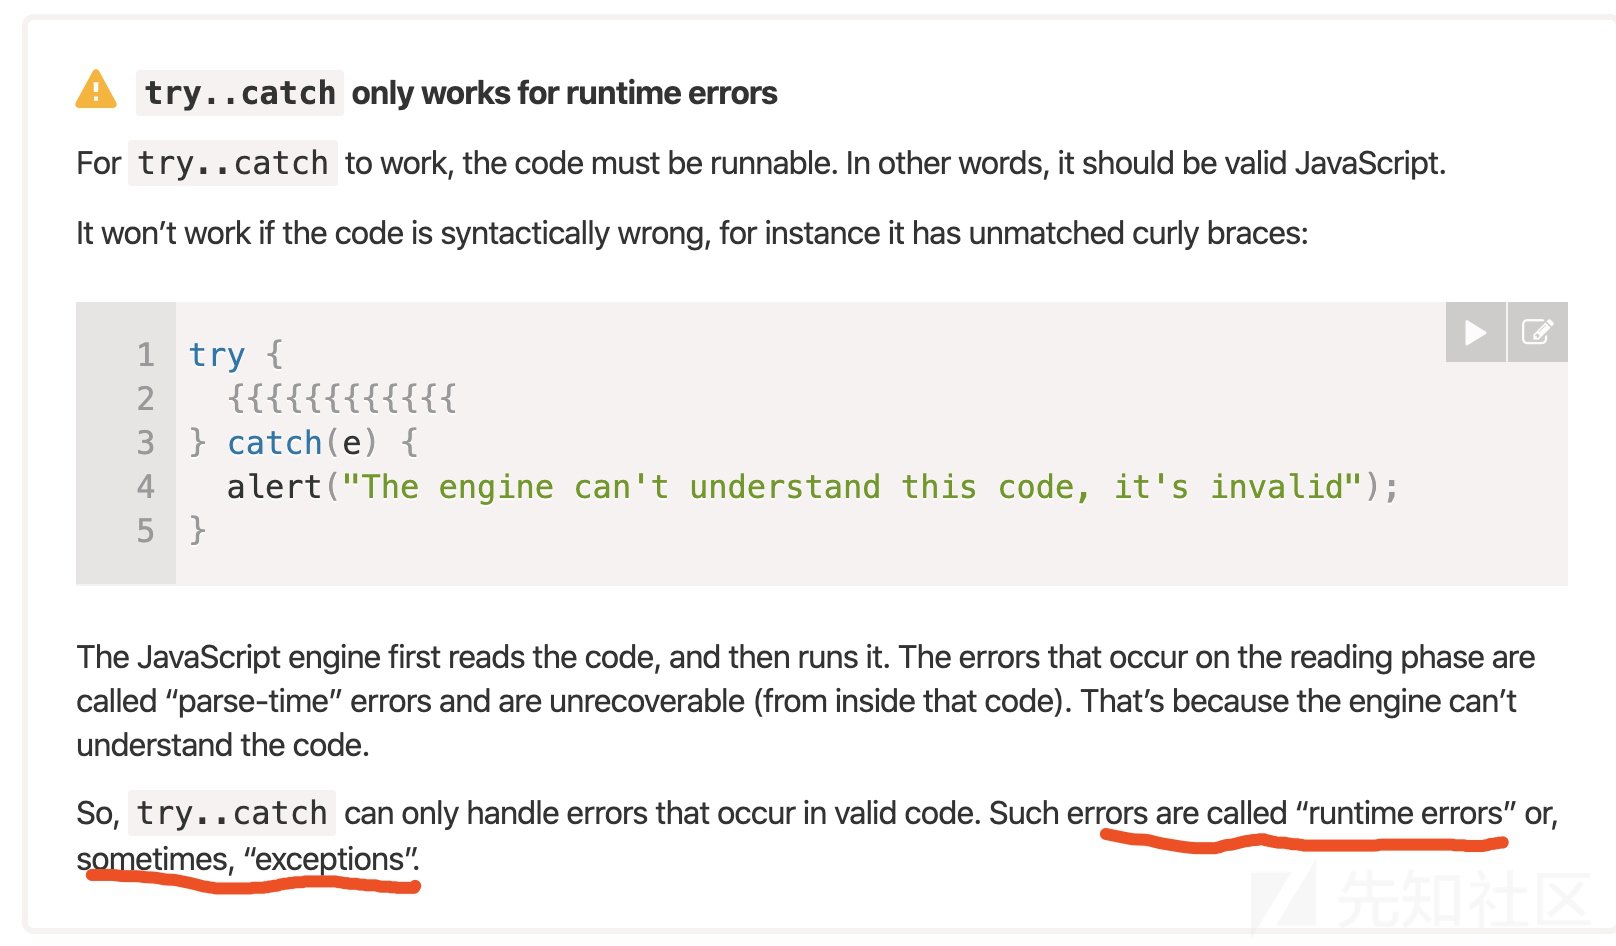 try..catch only works for runtime errors
For try..catch to work, the code must be runnable. In other words, it should be valid JavaScript.
It won’t work if the code is syntactically wrong, for instance it has unmatched curly braces:
1 try {
2   {{{{{{{{{{{{
3 } catch(e) {
4   alert("The engine can't understand this code, it's invalid");
5 }
The JavaScript engine first reads the code, and then runs it. The errors that occur on the reading phase are
called “parse-time” errors and are unrecoverable (from inside that code). That’s because the engine can’t
understand the code.
So, try..catch can only handle errors that occur in valid code. Such errors are called “runtime errors” or,
sometimes, “exceptions”.
先知社区